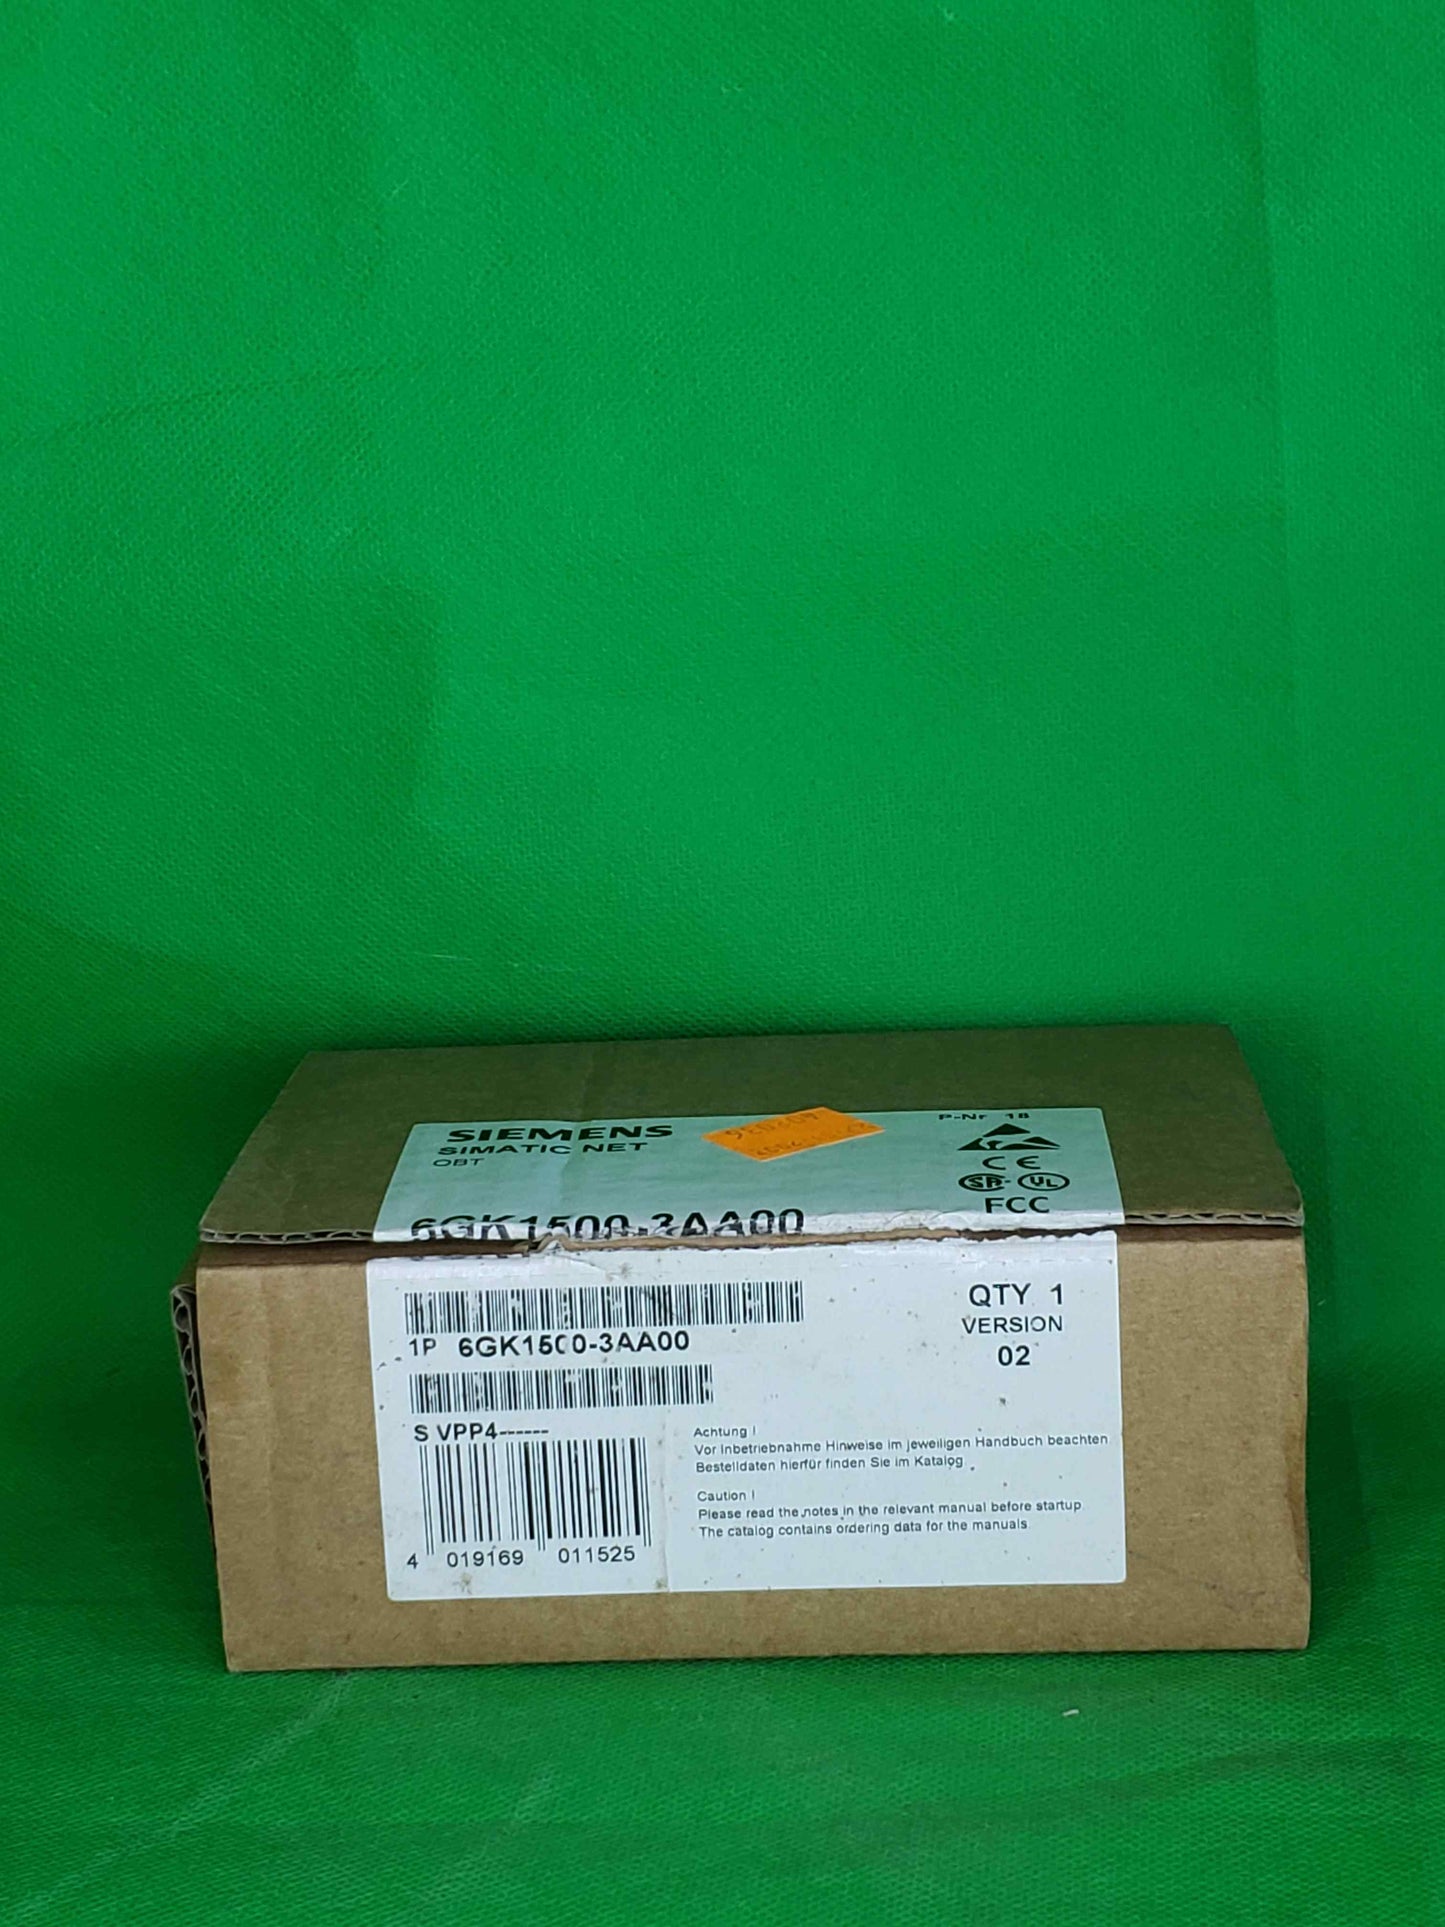 SIEMENS
SIMATIC NET
OBT
P-Nr 18
CE
SA UL
FCC
6GK1500-3AA00
1P 6GK1500-3AA00
QTY 1
VERSION
02
S VPP4------
4 019169 011525
Achtung !
Vor Inbetriebnahme Hinweise im jeweiligen Handbuch beachten
Bestelldaten hierfür finden Sie im Katalog
Caution !
Please read the notes in the relevant manual before startup
The catalog contains ordering data for the manuals